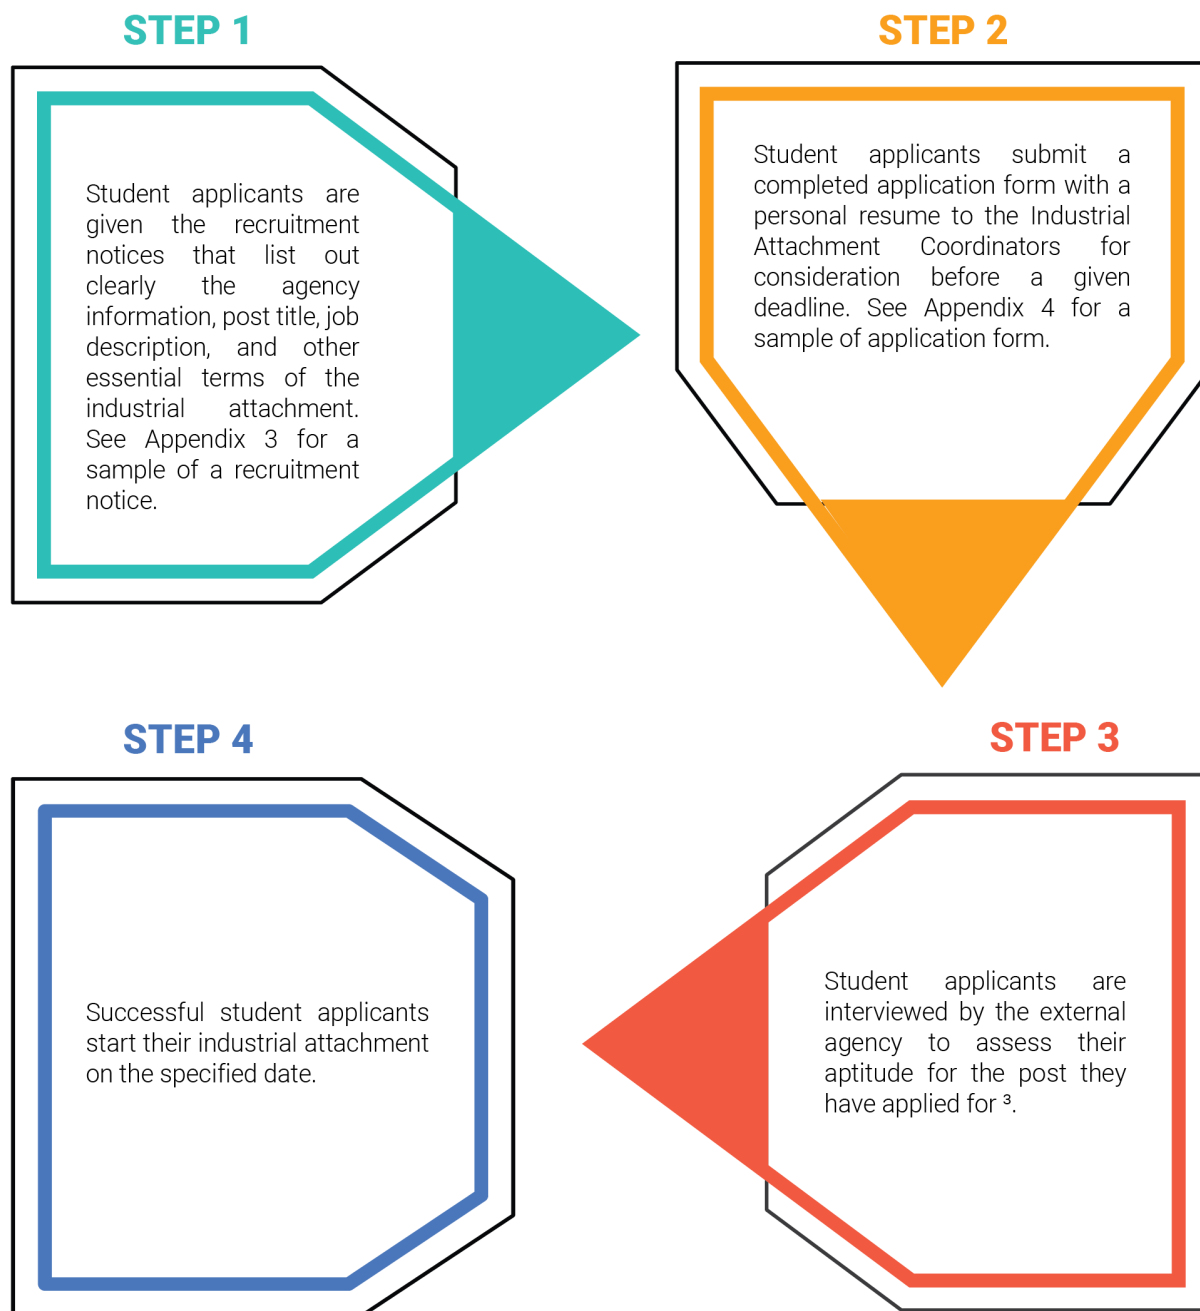 STEP 1
Student applicants are
given the recruitment
notices that list out
clearly the agency
information, post title, job
description, and other
essential terms of the
industrial attachment.
See Appendix 3 for a
sample of a recruitment
notice.
STEP 2
Student applicants submit a
completed application form with a
personal resume to the Industrial
Attachment Coordinators for
consideration before a given
deadline. See Appendix 4 for a
sample of application form.
STEP 3
Student applicants are
interviewed by the external
agency to assess their
aptitude for the post they
have applied for ³.
STEP 4
Successful student applicants
start their industrial attachment
on the specified date.